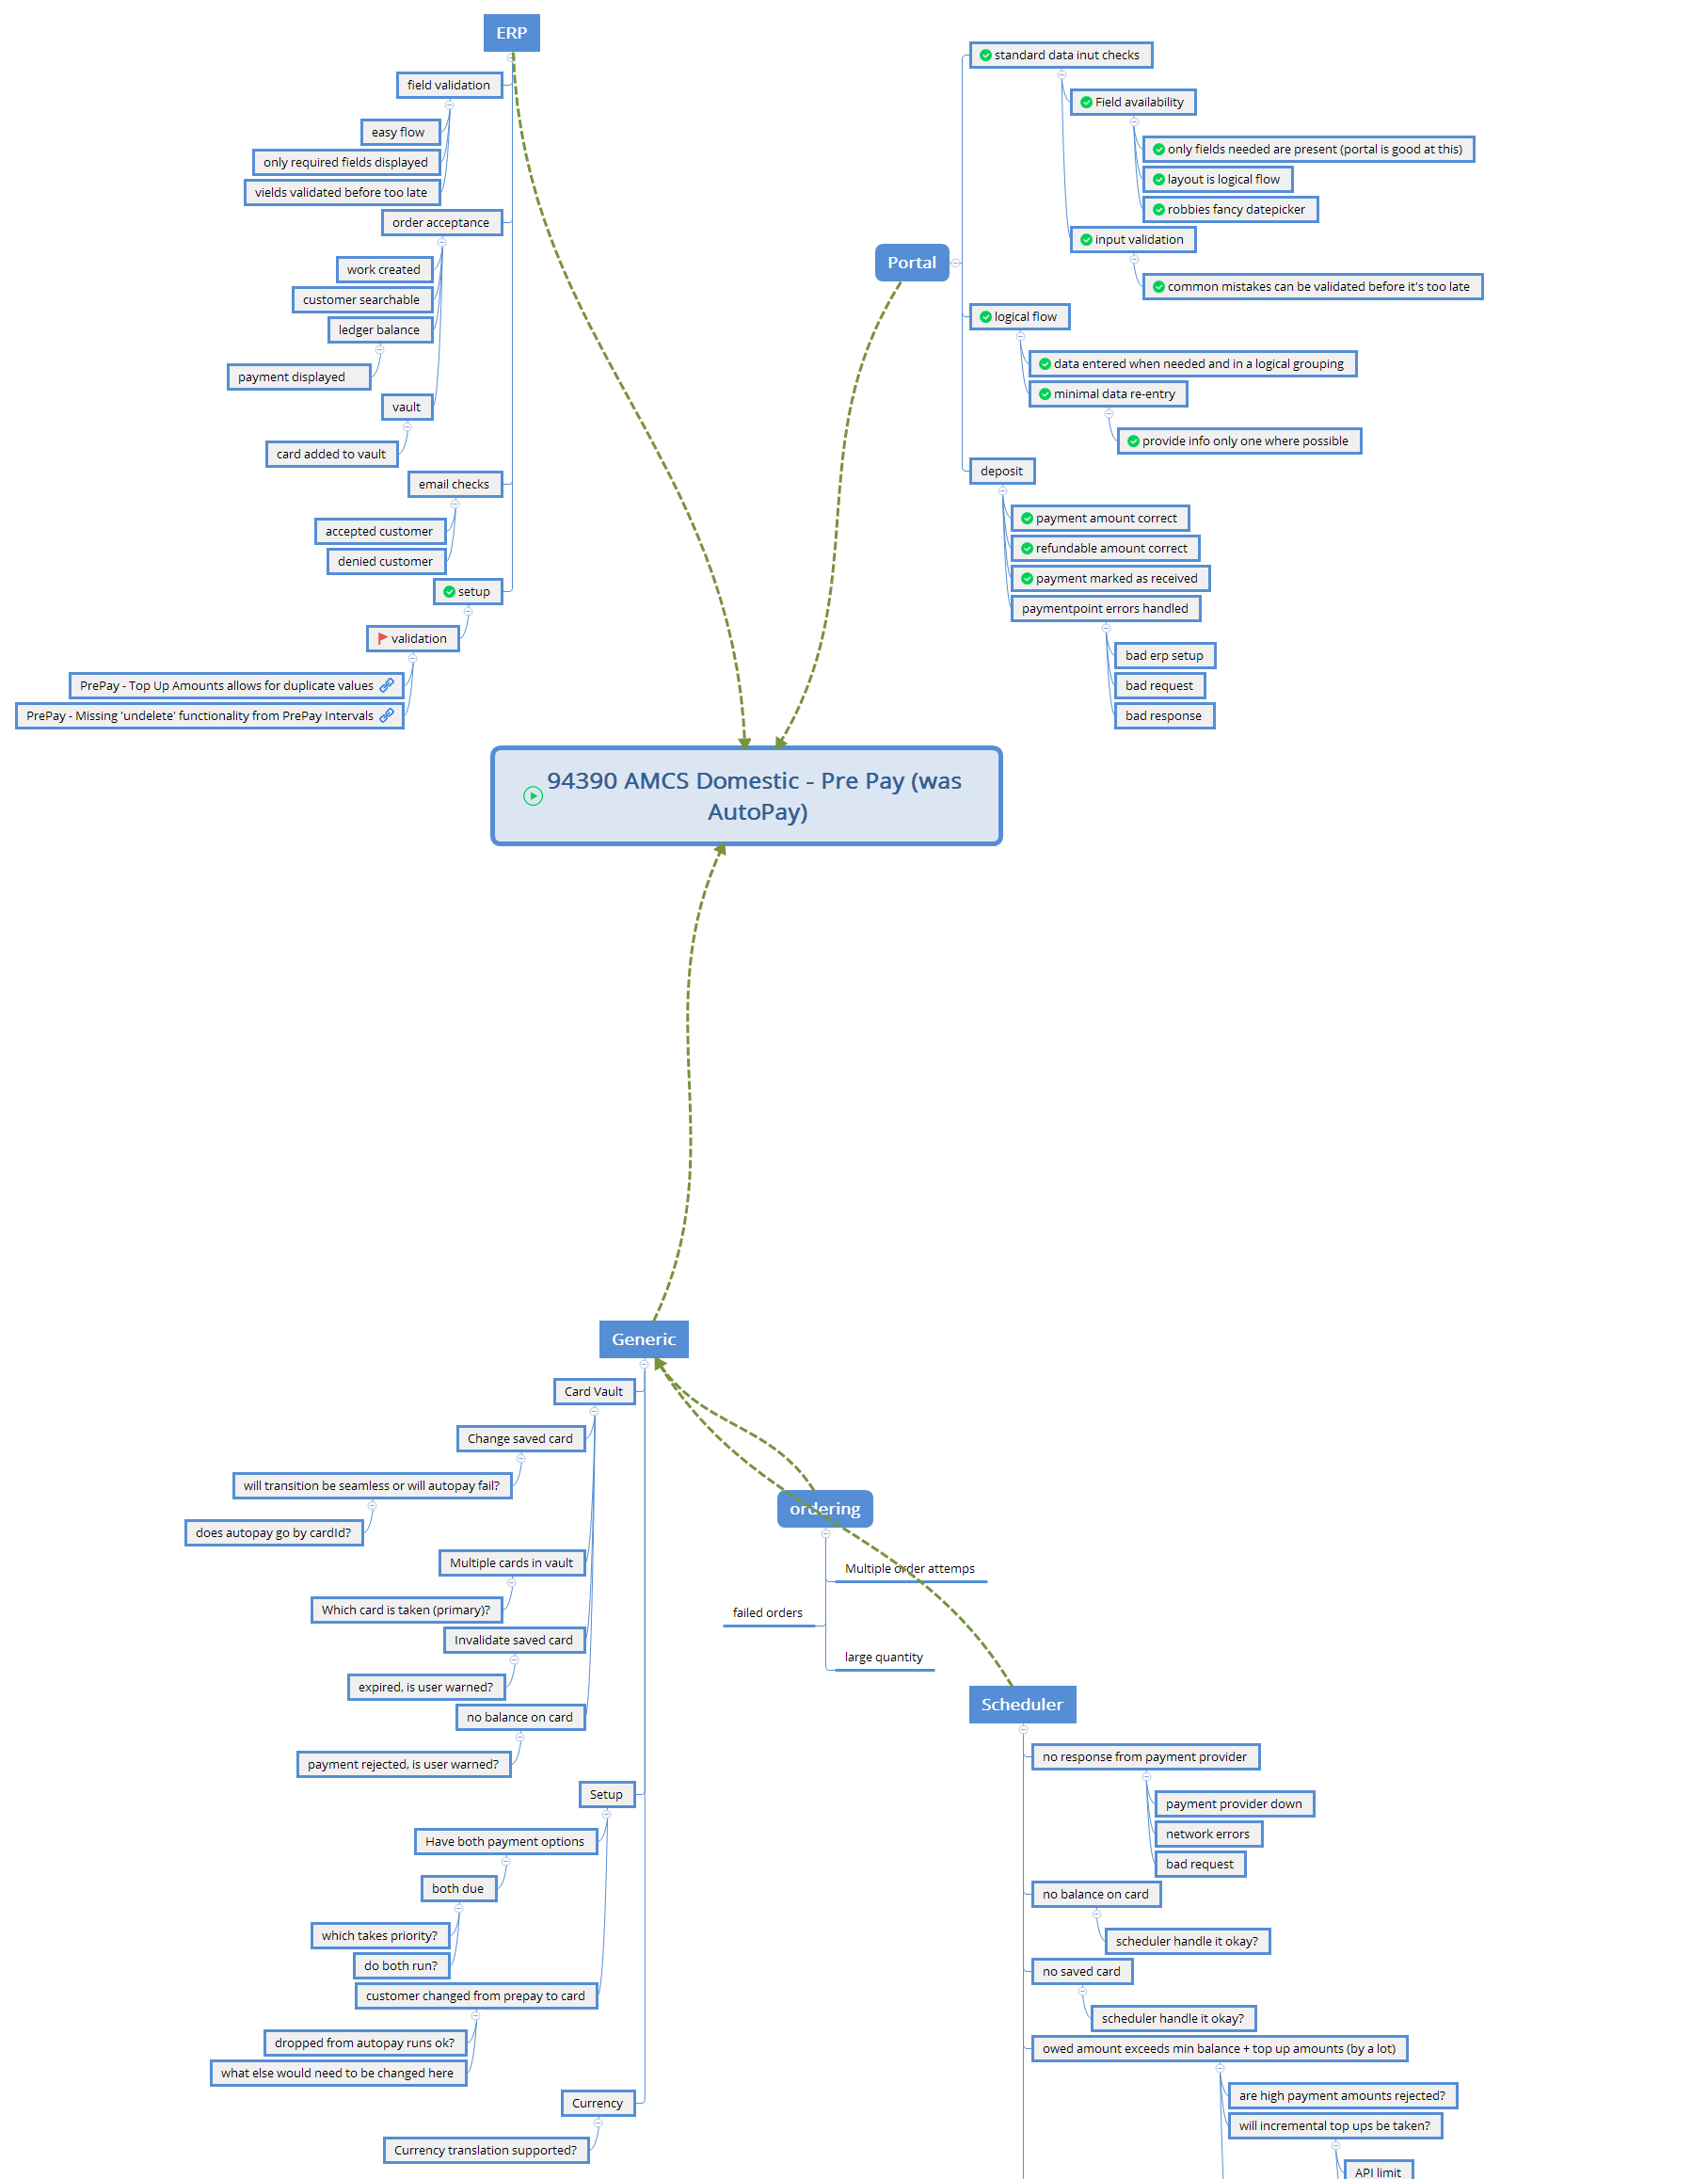 ERP
field validation
easy flow
only required fields displayed
vields validated before too late
order acceptance
work created
customer searchable
ledger balance
payment displayed
vault
card added to vault
email checks
accepted customer
denied customer
setup
validation
PrePay - Top Up Amounts allows for duplicate values
PrePay - Missing 'undelete' functionality from PrePay Intervals
Portal
standard data inut checks
Field availability
only fields needed are present (portal is good at this)
layout is logical flow
robbies fancy datepicker
input validation
common mistakes can be validated before it's too late
logical flow
data entered when needed and in a logical grouping
minimal data re-entry
provide info only one where possible
deposit
payment amount correct
refundable amount correct
payment marked as received
paymentpoint errors handled
bad erp setup
bad request
bad response
94390 AMCS Domestic - Pre Pay (was
AutoPay)
Generic
Card Vault
Change saved card
will transition be seamless or will autopay fail?
does autopay go by cardId?
Multiple cards in vault
Which card is taken (primary)?
Invalidate saved card
expired, is user warned?
no balance on card
payment rejected, is user warned?
Setup
Have both payment options
both due
which takes priority?
do both run?
customer changed from prepay to card
dropped from autopay runs ok?
what else would need to be changed here
Currency
Currency translation supported?
ordering
Multiple order attemps
failed orders
large quantity
Scheduler
no response from payment provider
payment provider down
network errors
bad request
no balance on card
scheduler handle it okay?
no saved card
scheduler handle it okay?
owed amount exceeds min balance + top up amounts (by a lot)
are high payment amounts rejected?
will incremental top ups be taken?
API limit